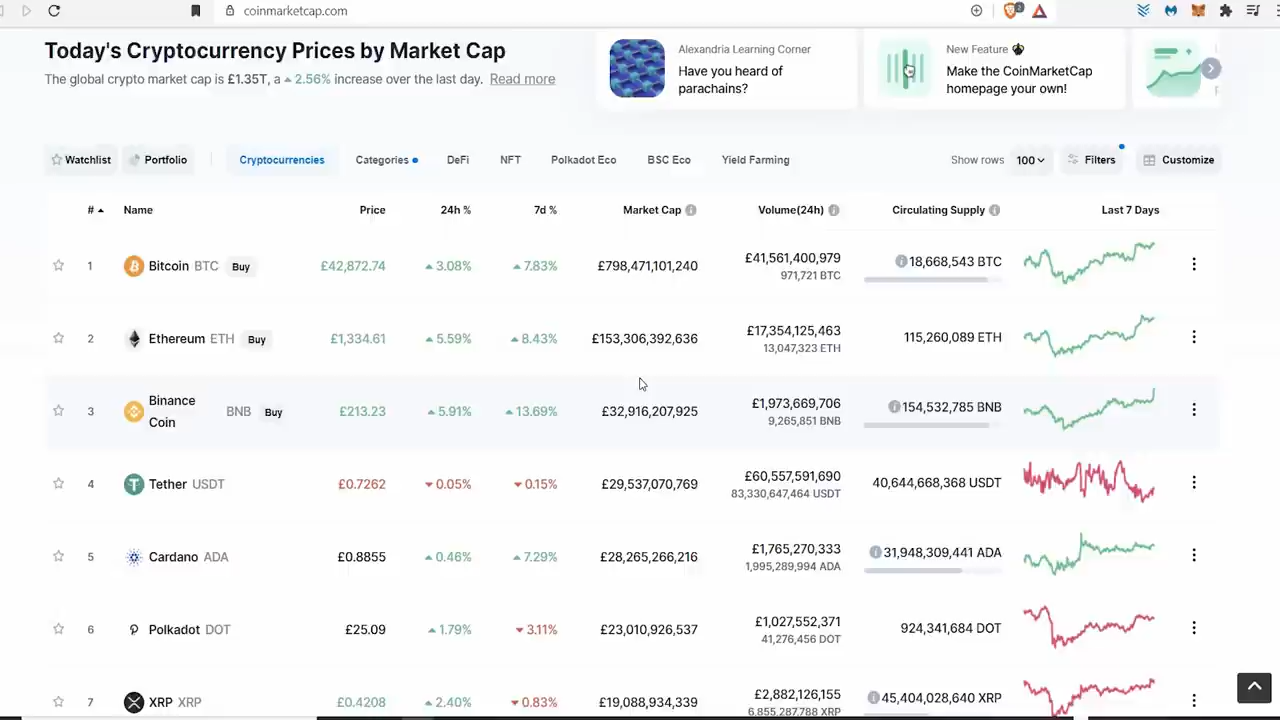 coinmarketcap.com
2
Today's Cryptocurrency Prices by Market Cap
The global crypto market cap is £1.35T, a 2.56% increase over the last day. Read more
Alexandria Learning Corner
Have you heard of
parachains?
New Feature
Make the CoinMarketCap
homepage your own!
Watchlist Portfolio Cryptocurrencies Categories DeFi NFT Polkadot Eco BSC Eco Yield Farming Show rows 100 Filters Customize
# Name Price 24h % 7d % Market Cap Volume(24h) Circulating Supply Last 7 Days
1 Bitcoin BTC Buy £42,872.74 3.08% 7.83% £798,471,101,240 £41,561,400,979 18,668,543 BTC
971,721 BTC
2 Ethereum ETH Buy £1,334.61 5.59% 8.43% £153,306,392,636 £17,354,125,463 115,260,089 ETH
13,047,323 ETH
3 Binance Coin BNB Buy £213.23 5.91% 13.69% £32,916,207,925 £1,973,669,706 154,532,785 BNB
9,265,851 BNB
4 Tether USDT £0.7262 0.05% 0.15% £29,537,070,769 £60,557,591,690 40,644,668,368 USDT
83,330,647,464 USDT
5 Cardano ADA £0.8855 0.46% 7.29% £28,265,266,216 £1,765,270,333 31,948,309,441 ADA
1,995,289,994 ADA
6 Polkadot DOT £25.09 1.79% 3.11% £23,010,926,537 £1,027,552,371 924,341,684 DOT
41,276,456 DOT
7 XRP XRP £0.4208 2.40% 0.83% £19,088,934,339 £2,882,126,155 45,404,028,640 XRP
6,855,287,788 XRP